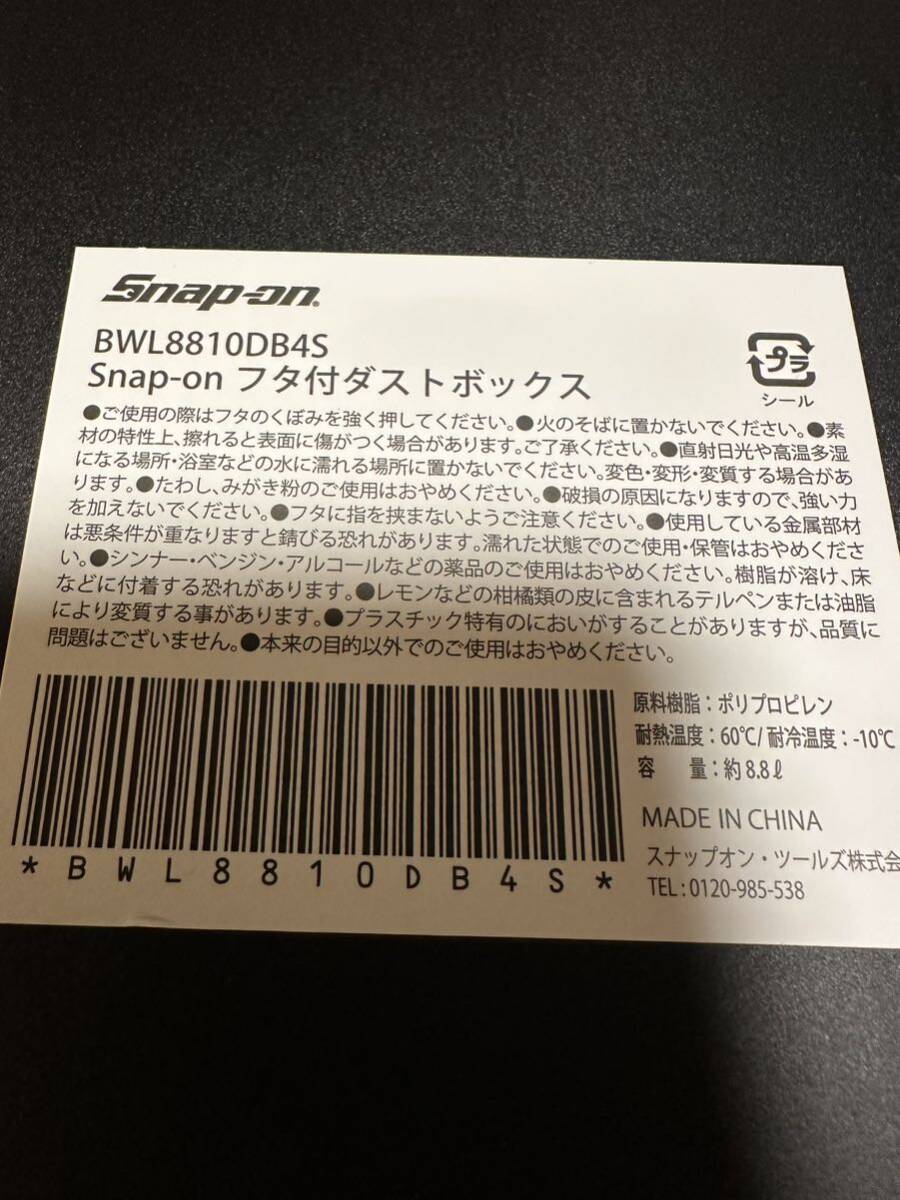 Snap-on®
BWL8810DB4S
Snap-on フタ付ダストボックス
プラ
シール
●ご使用の際はフタのくぼみを強く押してください。●火のそばに置かないでください。●素
材の特性上、擦れると表面に傷がつく場合があります。ご了承ください。●直射日光や高温多湿
になる場所・浴室などの水に濡れる場所に置かないでください。変色・変形・変質する場合があ
ります。●たわし、みがき粉のご使用はおやめください。●破損の原因になりますので、強い力
を加えないでください。●フタに指を挟まないようご注意ください。●使用している金属部材
は悪条件が重なりますと錆びる恐れがあります。濡れた状態でのご使用・保管はおやめくださ
い。●シンナー・ベンジン・アルコールなどの薬品のご使用はおやめください。樹脂が溶け、床
などに付着する恐れがあります。●レモンなどの柑橘類の皮に含まれるテルペンまたは油脂
により変質する事があります。●プラスチック特有のにおいがすることがありますが、品質に
問題はございません。●本来の目的以外でのご使用はおやめください。
*BWL8810DB4S*
原料樹脂：ポリプロピレン
耐熱温度：60℃/ 耐冷温度：-10℃
容　量：約8.8ℓ
MADE IN CHINA
スナップオン・ツールズ株式会
TEL：0120-985-538